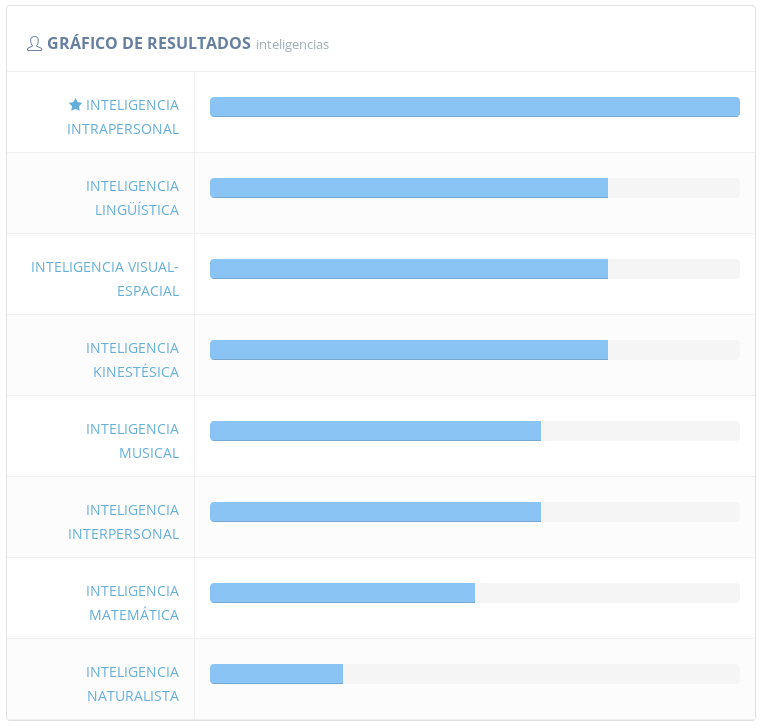 GRÁFICO DE RESULTADOS inteligencias
INTELIGENCIA
INTRAPERSONAL
INTELIGENCIA
LINGÜÍSTICA
INTELIGENCIA VISUAL-
ESPACIAL
INTELIGENCIA
KINESTÉSICA
INTELIGENCIA
MUSICAL
INTELIGENCIA
INTERPERSONAL
INTELIGENCIA
MATEMÁTICA
INTELIGENCIA
NATURALISTA